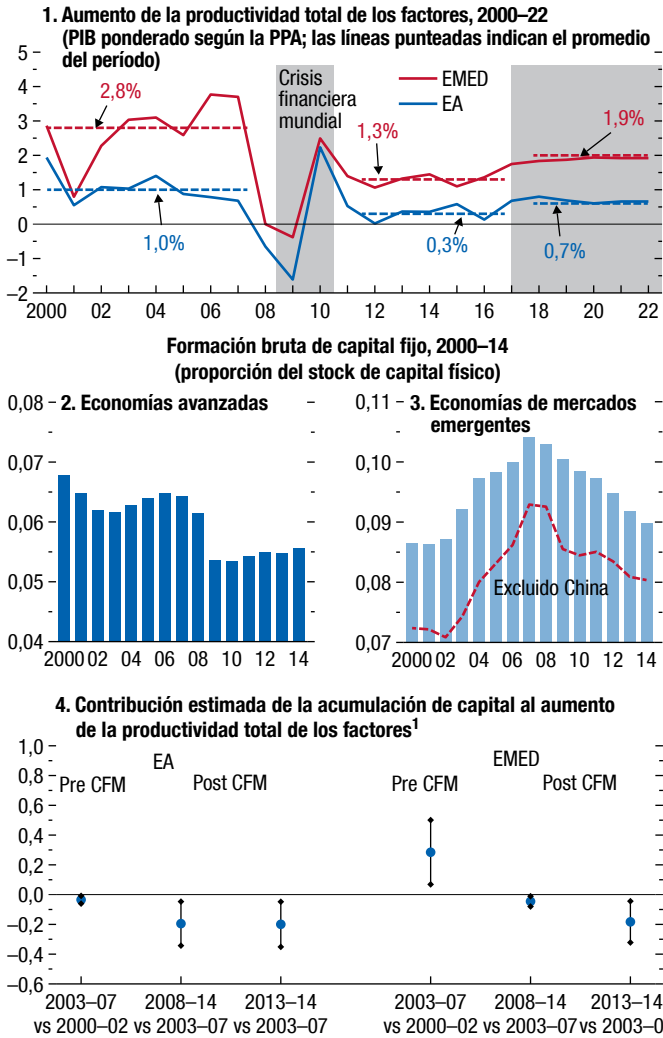 1. Aumento de la productividad total de los factores, 2000–22
(PIB ponderado según la PPA; las líneas punteadas indican el promedio
del período)
5
4
3
2
1
0
–1
–2
Crisis
financiera
mundial
EMED
EA
2,8%
1,3%
1,9%
1,0%
0,3%
0,7%
2000 02 04 06 08 10 12 14 16 18 20 22
Formación bruta de capital fijo, 2000–14
(proporción del stock de capital físico)
2. Economías avanzadas
0,08
0,07
0,06
0,05
0,04
2000 02 04 06 08 10 12 14
3. Economías de mercados
emergentes
0,11
0,10
0,09
0,08
0,07
Excluido China
2000 02 04 06 08 10 12 14
4. Contribución estimada de la acumulación de capital al aumento
de la productividad total de los factores1
1,0
0,8
0,6
0,4
0,2
0,0
–0,2
–0,4
–0,6
EA
EMED
Pre CFM
Post CFM
Pre CFM
Post CFM
2003–07 2008–14 2013–14 2003–07 2008–14 2013–14
vs 2000–02 vs 2003–07 vs 2003–07 vs 2000–02 vs 2003–07 vs 2003–0